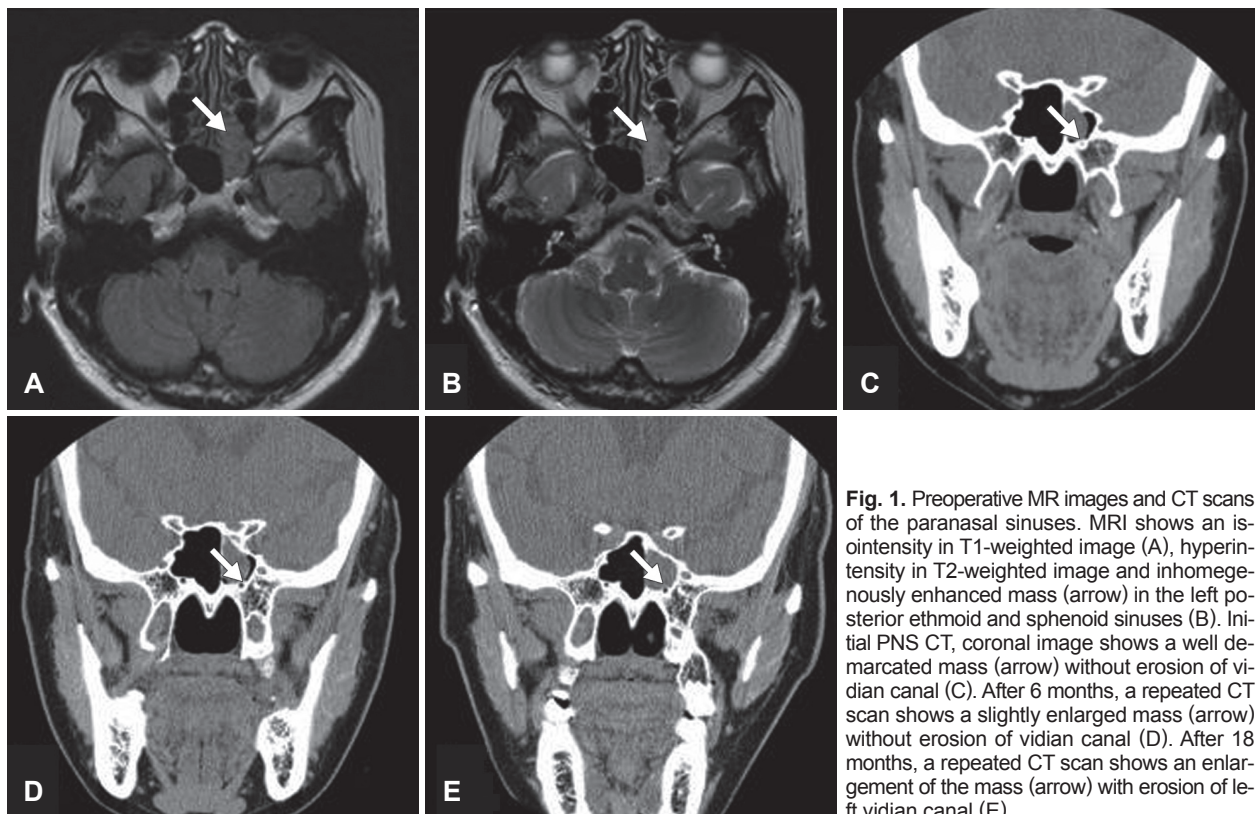 A
B
C
D
E
Fig. 1. Preoperative MR images and CT scans
of the paranasal sinuses. MRI shows an is-
ointensity in T1-weighted image (A), hyperin-
tensity in T2-weighted image and inhomege-
nously enhanced mass (arrow) in the left po-
sterior ethmoid and sphenoid sinuses (B). Ini-
tial PNS CT, coronal image shows a well de-
marcated mass (arrow) without erosion of vi-
dian canal (C). After 6 months, a repeated CT
scan shows a slightly enlarged mass (arrow)
without erosion of vidian canal (D). After 18
months, a repeated CT scan shows an enlar-
gement of the mass (arrow) with erosion of le-
ft vidian canal (E).